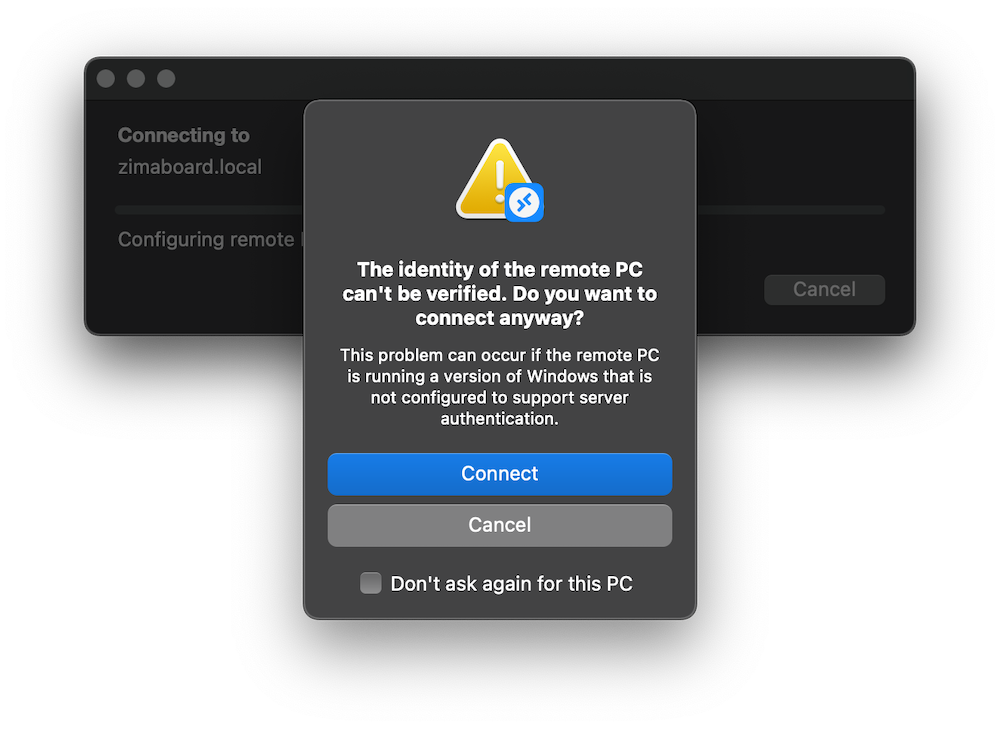 Connecting to
zimaboard.local
Configuring remote
Cancel
The identity of the remote PC
can't be verified. Do you want to
connect anyway?
This problem can occur if the remote PC
is running a version of Windows that is
not configured to support server
authentication.
Connect
Cancel
Don't ask again for this PC